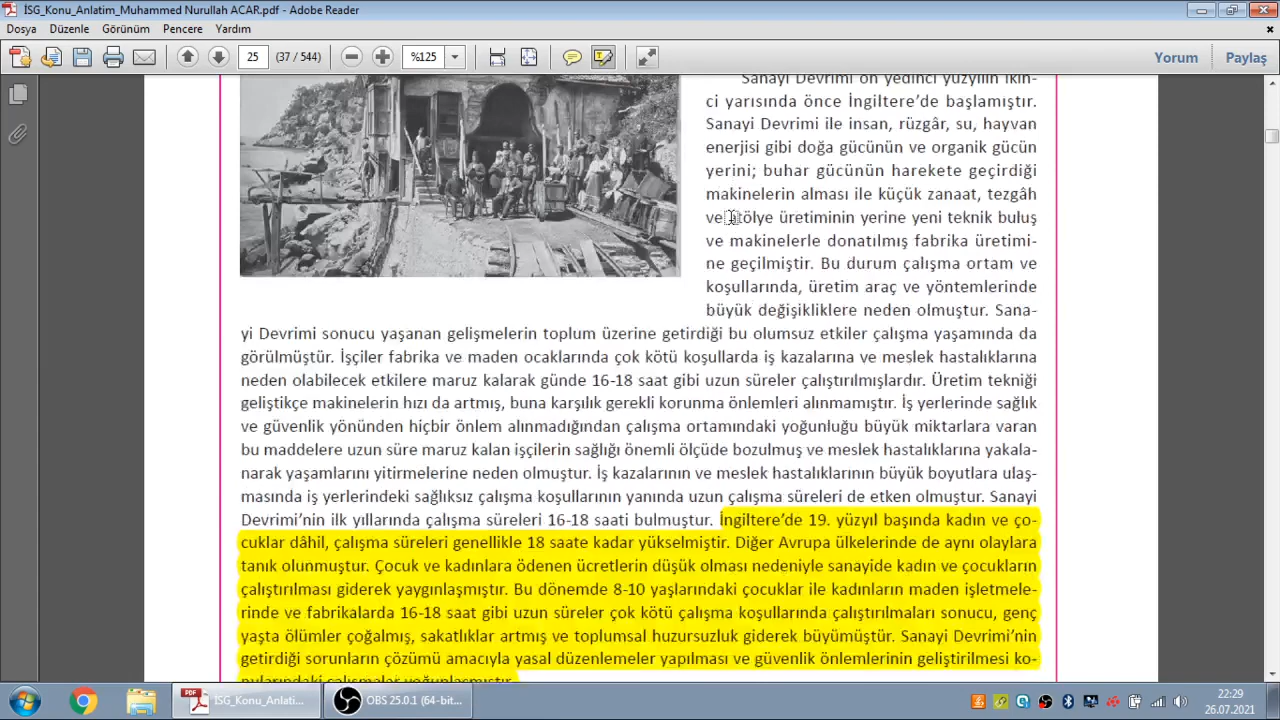 İSG_Konu_Anlatim_Muhammed Nurullah ACAR.pdf - Adobe Reader
Dosya Düzenle Görünüm Pencere Yardım
25 (37 / 544) %125 Yorum Paylaş
Sanayi Devrimi on yedinci yüzyılın ikin-
ci yarısında önce İngiltere’de başlamıştır.
Sanayi Devrimi ile insan, rüzgâr, su, hayvan
enerjisi gibi doğa gücünün ve organik gücün
yerini; buhar gücünün harekete geçirdiği
makinelerin alması ile küçük zanaat, tezgâh
ve atölye üretiminin yerine yeni teknik buluş
ve makinelerle donatılmış fabrika üretimi-
ne geçilmiştir. Bu durum çalışma ortam ve
koşullarında, üretim araç ve yöntemlerinde
büyük değişikliklere neden olmuştur. Sana-
yi Devrimi sonucu yaşanan gelişmelerin toplum üzerine getirdiği bu olumsuz etkiler çalışma yaşamında da
görülmüştür. İşçiler fabrika ve maden ocaklarında çok kötü koşullarda iş kazalarına ve meslek hastalıklarına
neden olabilecek etkilere maruz kalarak günde 16-18 saat gibi uzun süreler çalıştırılmışlardır. Üretim tekniği
geliştikçe makinelerin hızı da artmış, buna karşılık gerekli korunma önlemleri alınmamıştır. İş yerlerinde sağlık
ve güvenlik yönünden hiçbir önlem alınmadığından çalışma ortamındaki yoğunluğu büyük miktarlara varan
bu maddelere uzun süre maruz kalan işçilerin sağlığı önemli ölçüde bozulmuş ve meslek hastalıklarına yakala-
narak yaşamlarını yitirmelerine neden olmuştur. İş kazalarının ve meslek hastalıklarının büyük boyutlara ulaş-
masında iş yerlerindeki sağlıksız çalışma koşullarının yanında uzun çalışma süreleri de etken olmuştur. Sanayi
Devrimi’nin ilk yıllarında çalışma süreleri 16-18 saati bulmuştur. İngiltere’de 19. yüzyıl başında kadın ve ço-
cuklar dâhil, çalışma süreleri genellikle 18 saate kadar yükselmiştir. Diğer Avrupa ülkelerinde de aynı olaylara
tanık olunmuştur. Çocuk ve kadınlara ödenen ücretlerin düşük olması nedeniyle sanayide kadın ve çocukların
çalıştırılması giderek yaygınlaşmıştır. Bu dönemde 8-10 yaşlarındaki çocuklar ile kadınların maden işletmele-
rinde ve fabrikalarda 16-18 saat gibi uzun süreler çok kötü çalışma koşullarında çalıştırılmaları sonucu, genç
yaşta ölümler çoğalmış, sakatlıklar artmış ve toplumsal huzursuzluk giderek büyümüştür. Sanayi Devrimi’nin
getirdiği sorunların çözümü amacıyla yasal düzenlemeler yapılması ve güvenlik önlemlerinin geliştirilmesi ko-
nularındaki çalışmalar yoğunlaşmıştır.
İSG_Konu_Anlati... OBS 25.0.1 (64-bit... 22:29
26.07.2021